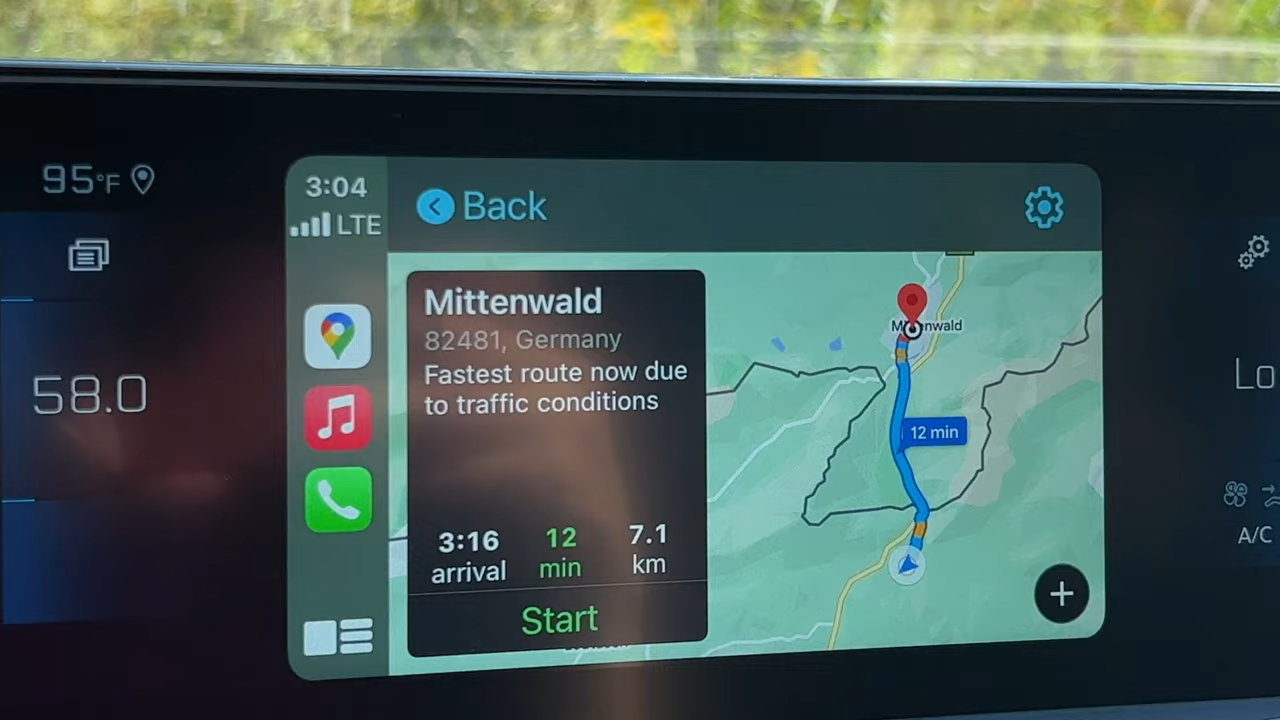 95°F
3:04
LTE
Back
Mittenwald
82481, Germany
Fastest route now due
to traffic conditions
58.0
Lo
12 min
3:16
arrival
12
min
7.1
km
A/C
Start